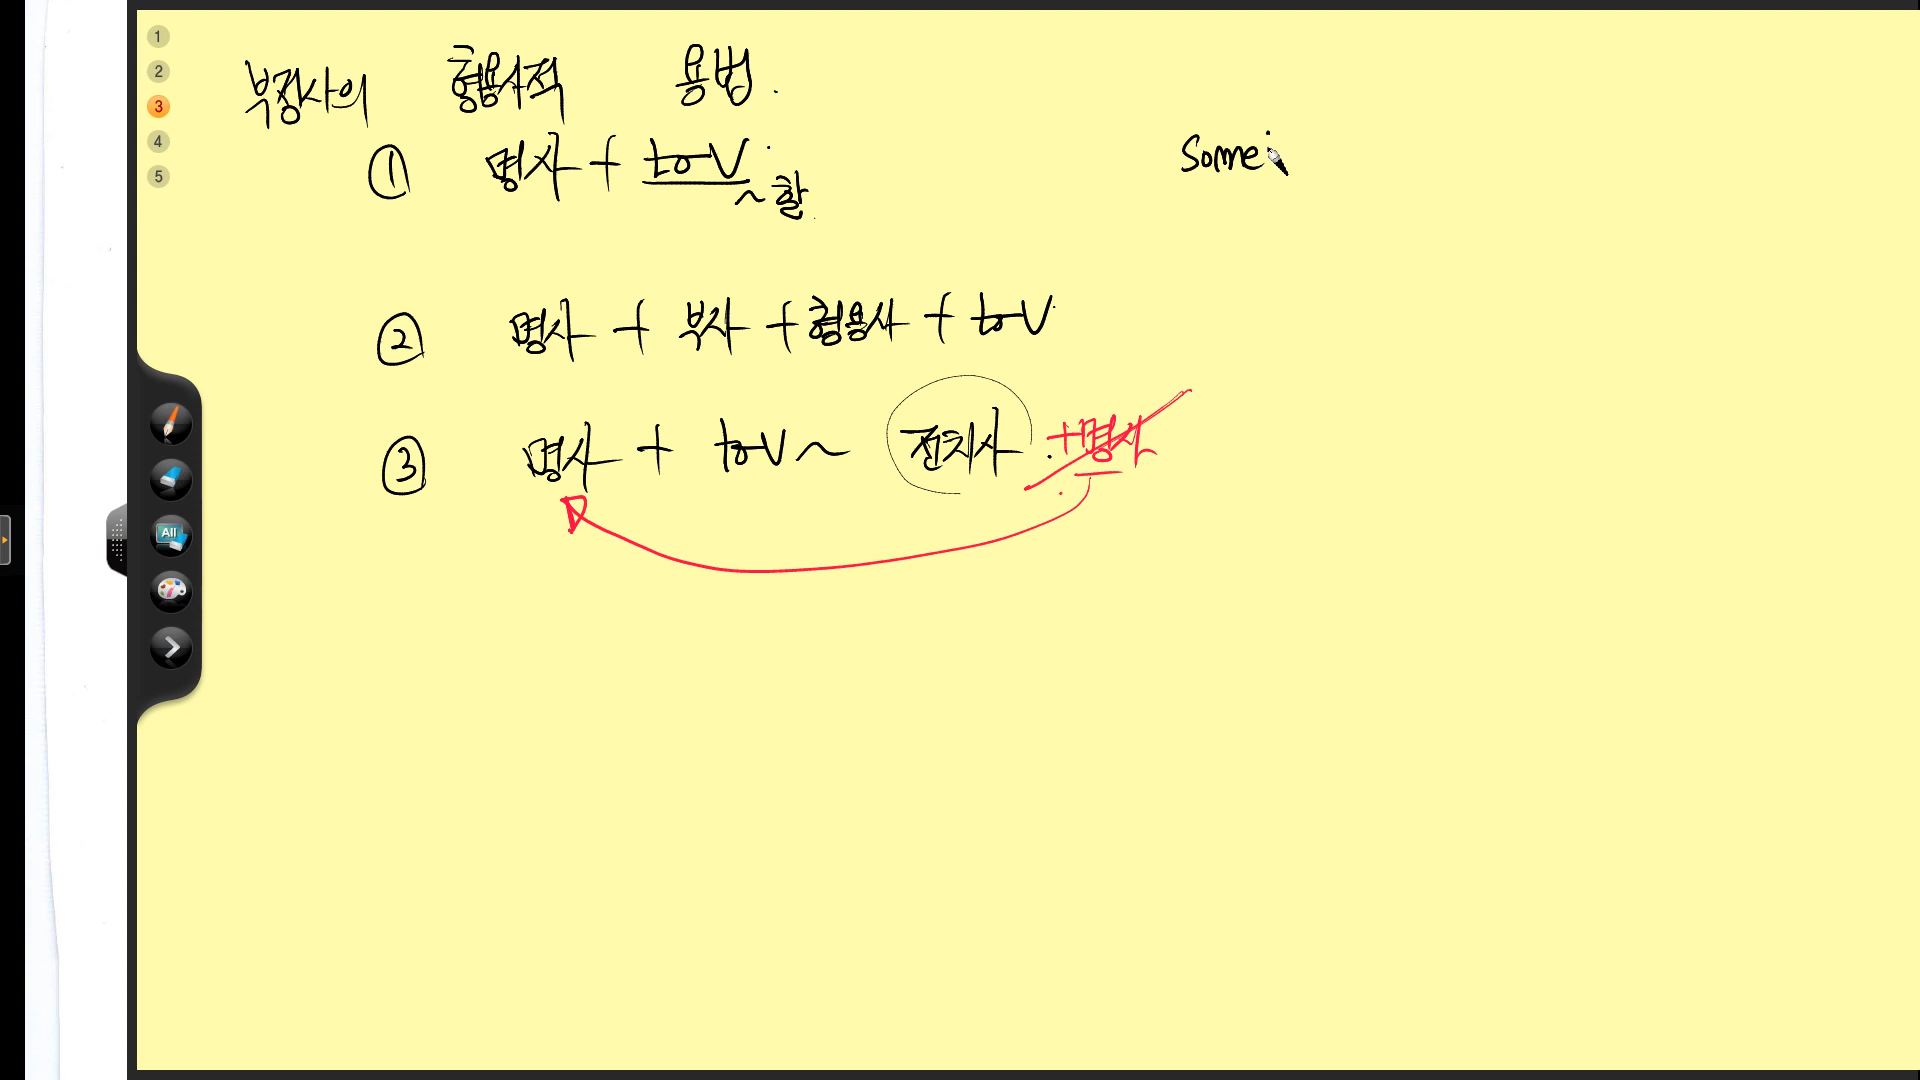 1
2
3
4
5
부정사의 형용사적 용법.
① 명사 + to V
~할
Some
② 명사 + 부사 + 형용사 + to V
③ 명사 + to V ~ 전치사 + 명사
All